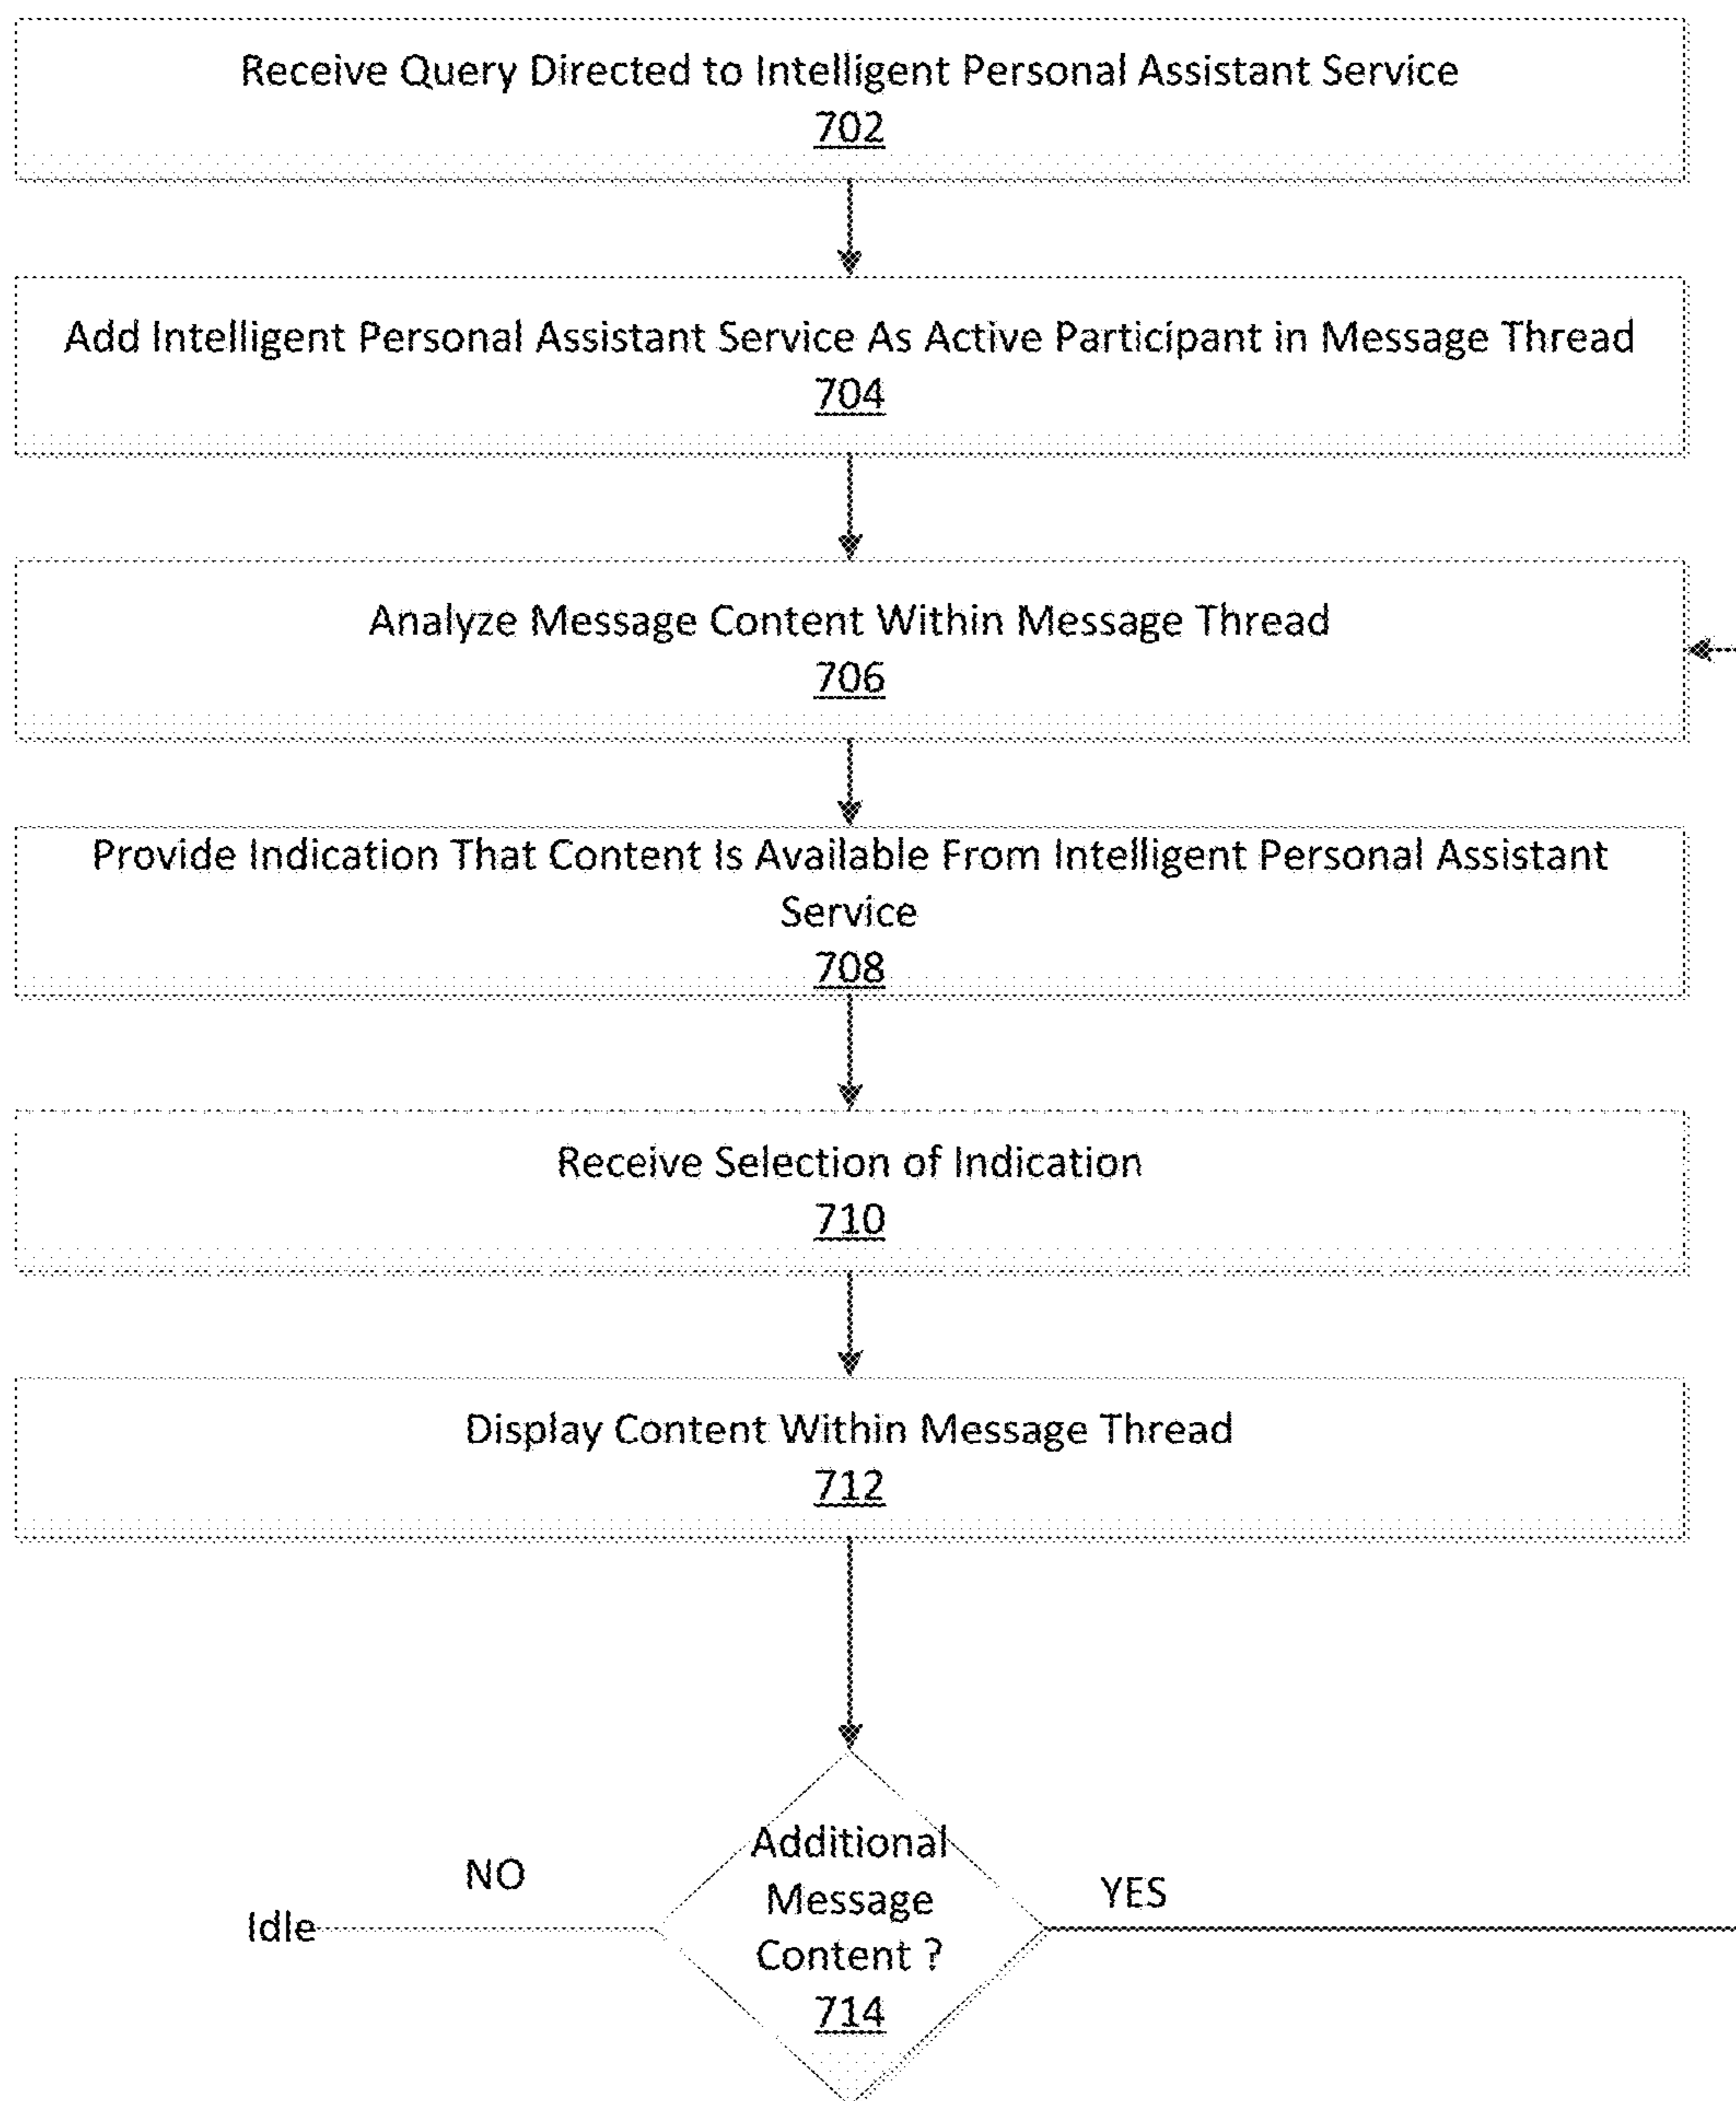 Receive Query Directed to Intelligent Personal Assistant Service
702
Add Intelligent Personal Assistant Service As Active Participant in Message Thread
704
Analyze Message Content Within Message Thread
706
Provide Indication That Content Is Available From Intelligent Personal Assistant
Service
708
Receive Selection of Indication
710
Display Content Within Message Thread
712
Additional
Message
Content ?
714
NO
YES
Idle